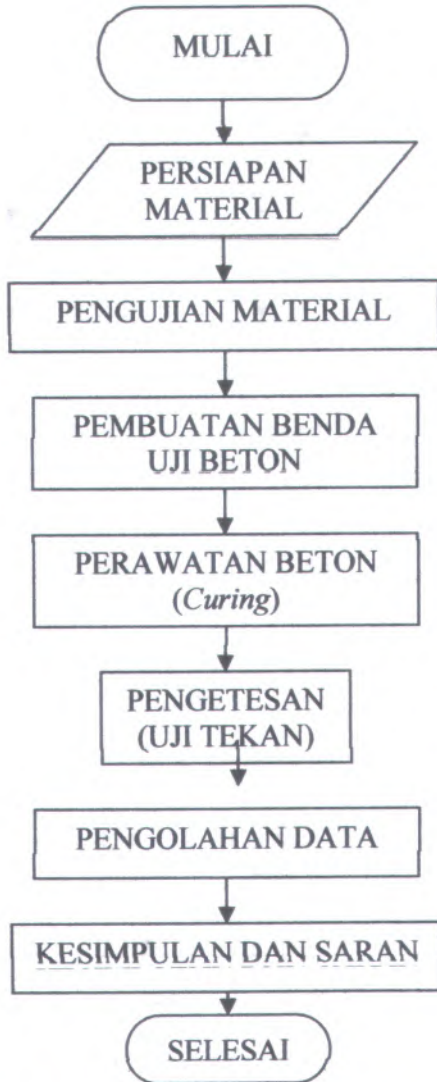 MULAI
PERSIAPAN
MATERIAL
PENGUJIAN MATERIAL
PEMBUATAN BENDA
UJI BETON
PERAWATAN BETON
(Curing)
PENGETESAN
(UJI TEKAN)
PENGOLAHAN DATA
KESIMPULAN DAN SARAN
SELESAI